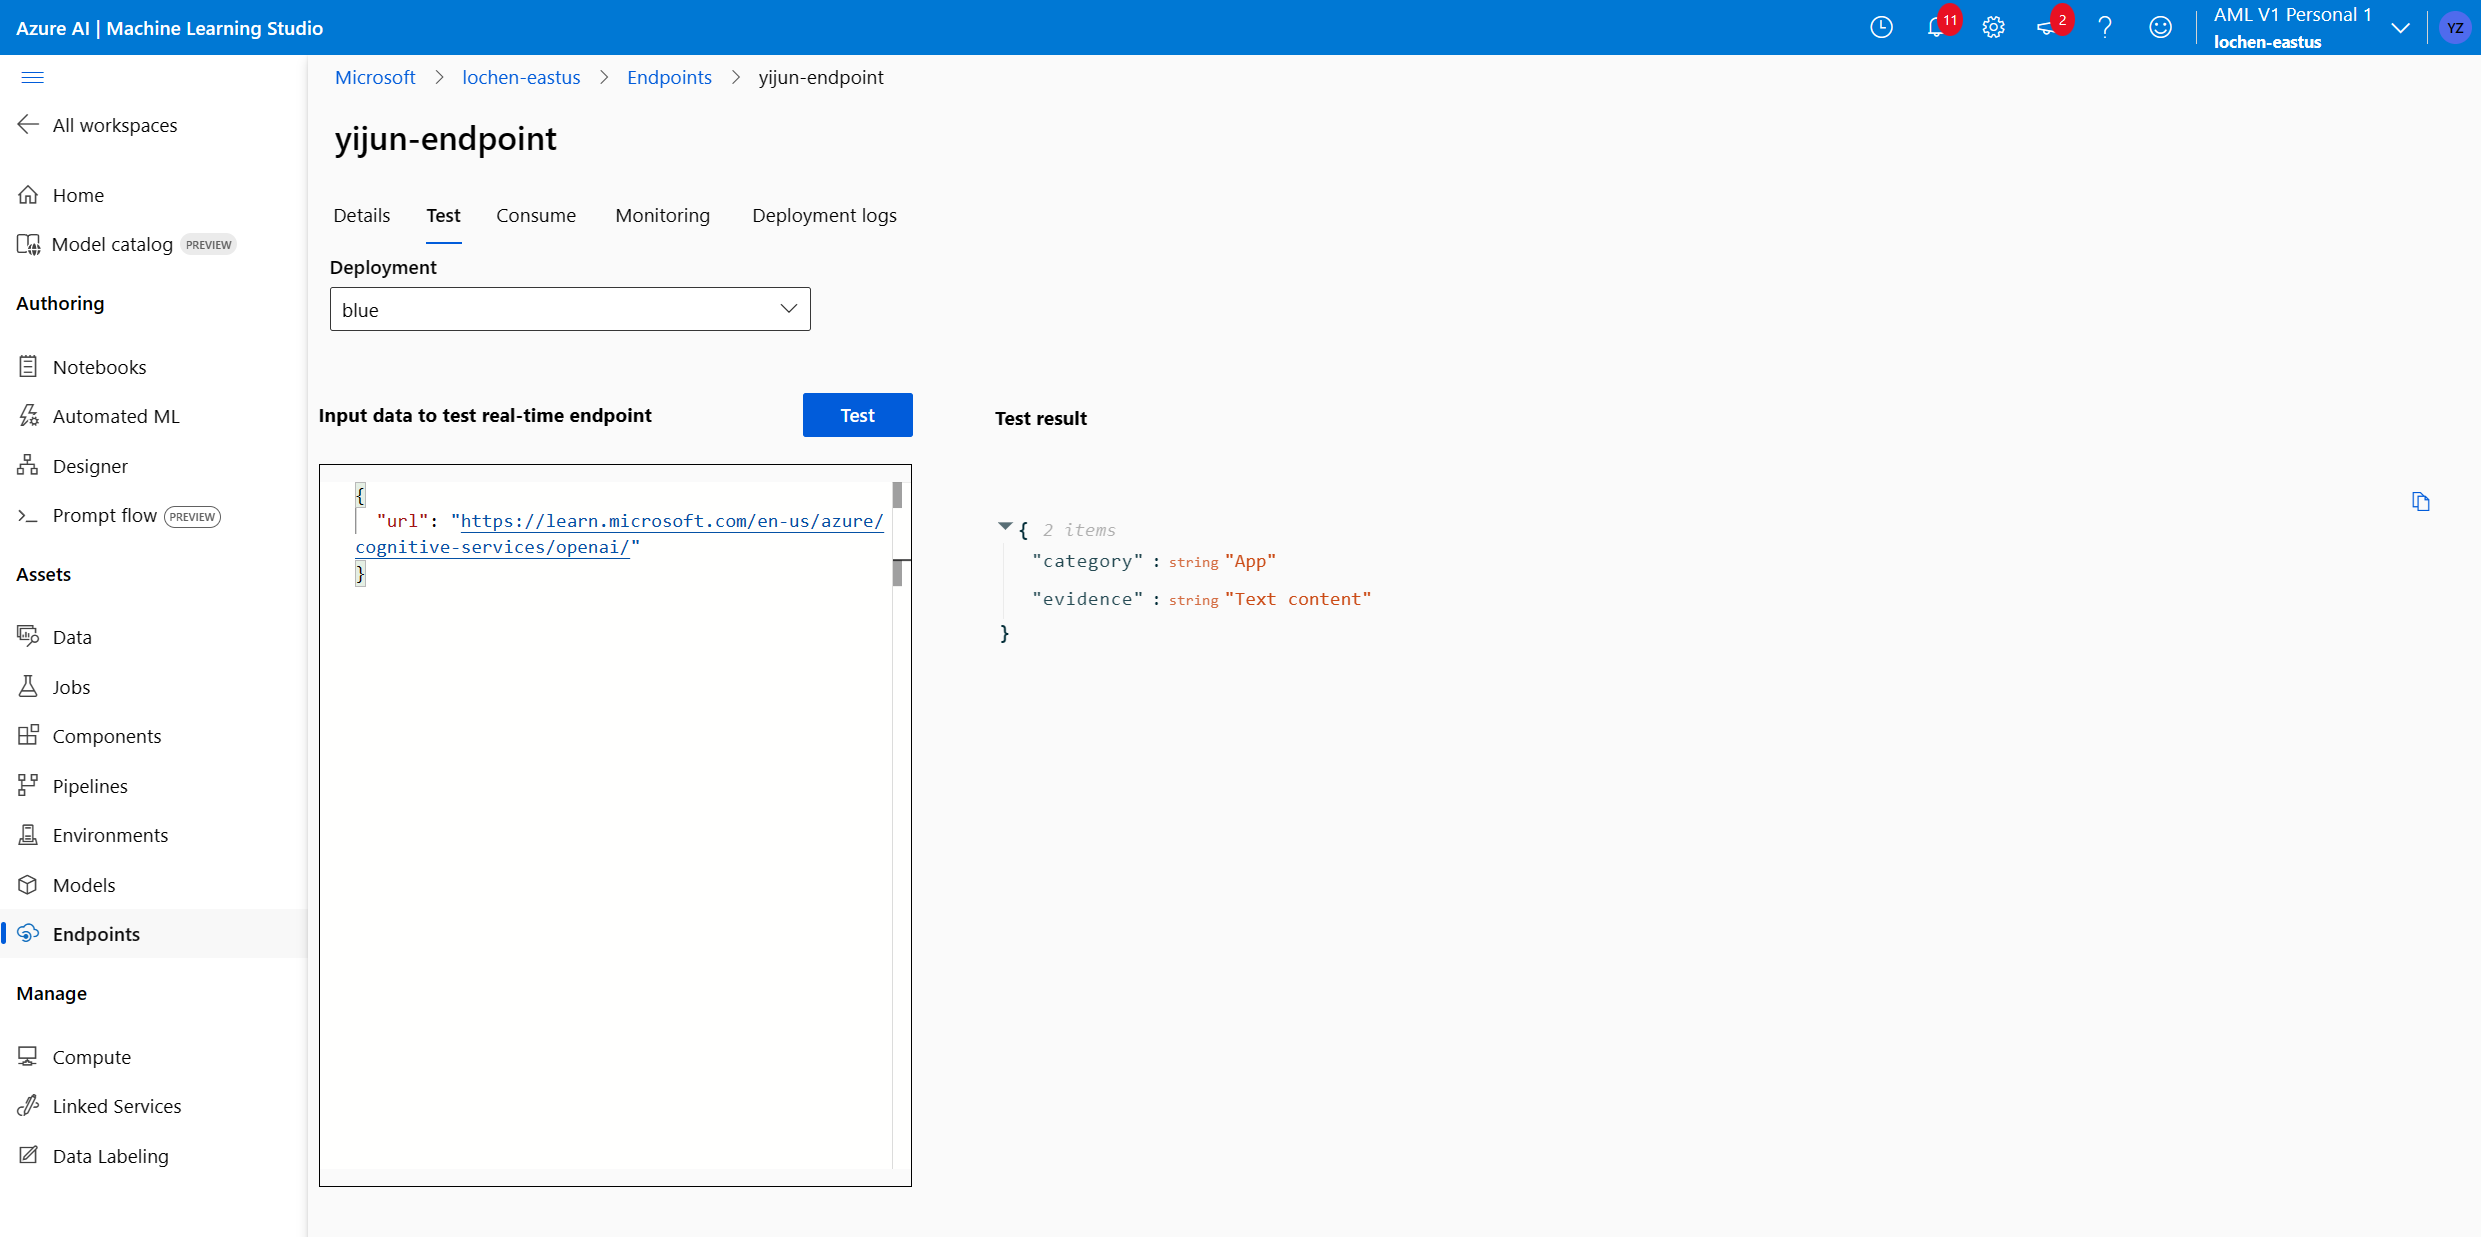 Azure AI | Machine Learning Studio
11
2
AML V1 Personal 1
lochen-eastus
YZ
Microsoft > lochen-eastus > Endpoints > yijun-endpoint
All workspaces
Home
Model catalog PREVIEW
Authoring
Notebooks
Automated ML
Designer
Prompt flow PREVIEW
Assets
Data
Jobs
Components
Pipelines
Environments
Models
Endpoints
Manage
Compute
Linked Services
Data Labeling
yijun-endpoint
Details Test Consume Monitoring Deployment logs
Deployment
blue
Input data to test real-time endpoint
Test
{
"url": "https://learn.microsoft.com/en-us/azure/
cognitive-services/openai/"
}
Test result
{ 2 items
"category" : string "App"
"evidence" : string "Text content"
}